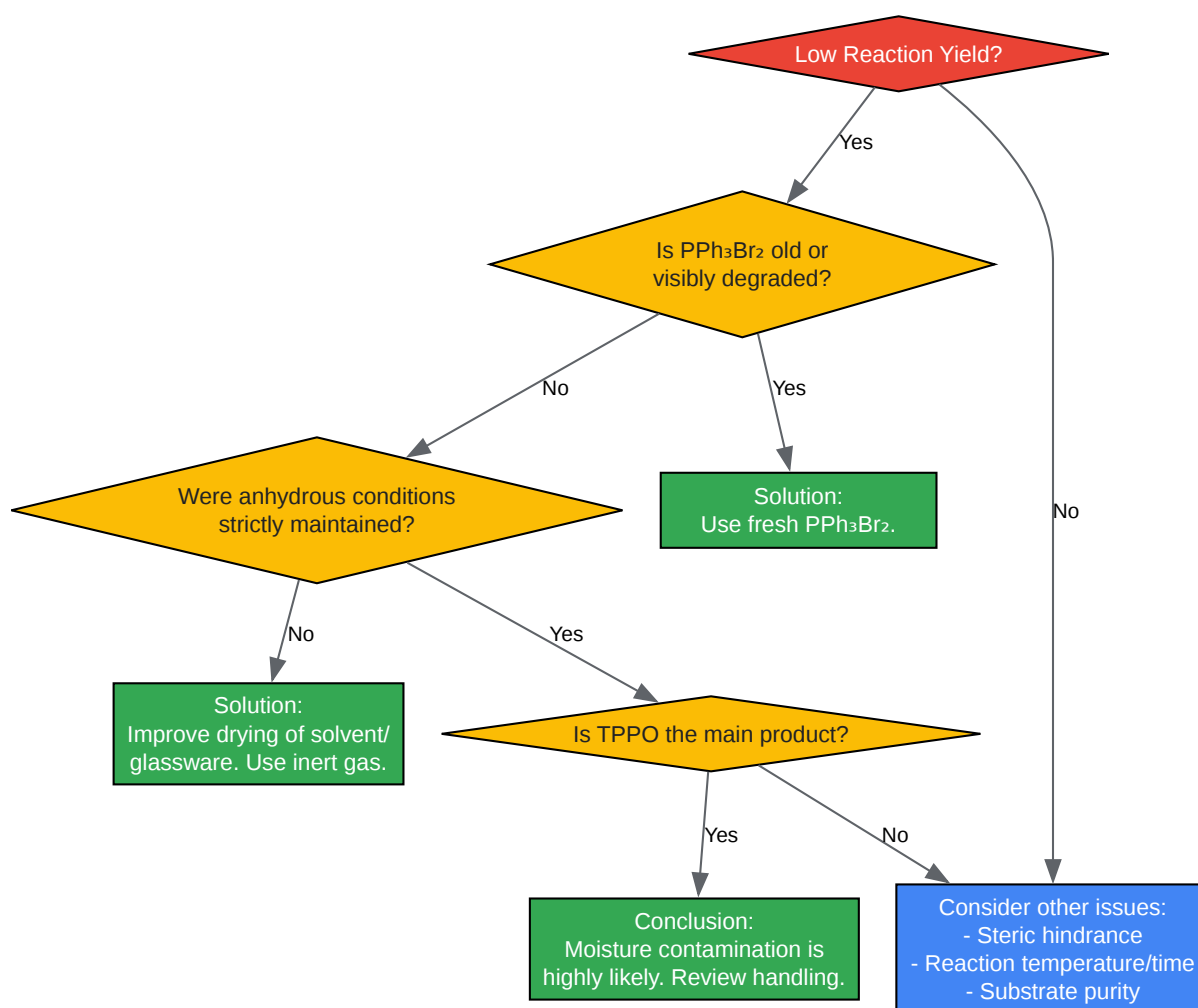 Low Reaction Yield?
Yes
Is PPh₃Br₂ old or
visibly degraded?
No
Yes
Were anhydrous conditions
strictly maintained?
Solution:
Use fresh PPh₃Br₂.
No
No
Yes
Solution:
Improve drying of solvent/
glassware. Use inert gas.
Is TPPO the main product?
Yes
No
Conclusion:
Moisture contamination is
highly likely. Review handling.
Consider other issues:
- Steric hindrance
- Reaction temperature/time
- Substrate purity